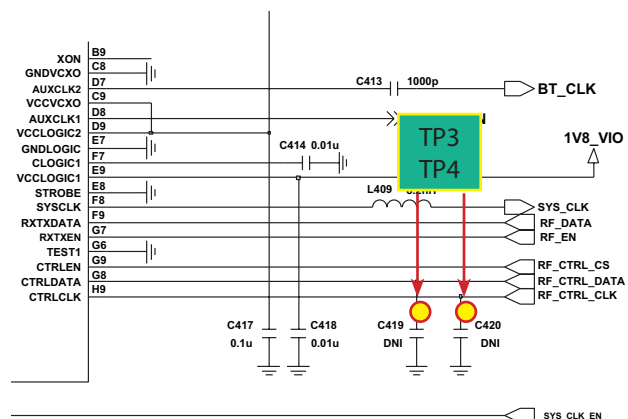 XON B9
GNDVCXO C8
AUXCLK2 D7 C413 1000p BT_CLK
VCCVCXO C9
AUXCLK1 D8
VCCLOGIC2 D9
TP3
TP4
1V8_VIO
GNDLOGIC E7
CLOGIC1 F7 C414 0.01u
VCCLOGIC1 E9
STROBE E8 L409
SYSCLK F8 SYS_CLK
RXTXDATA F9 RF_DATA
RXTXEN G7 RF_EN
TEST1 G6
CTRLEN G9 RF_CTRL_CS
CTRLDATA G8 RF_CTRL_DATA
CTRLCLK H9 RF_CTRL_CLK
C417 C418 C419 C420
0.1u 0.01u DNI DNI
SYS_CLK_EN